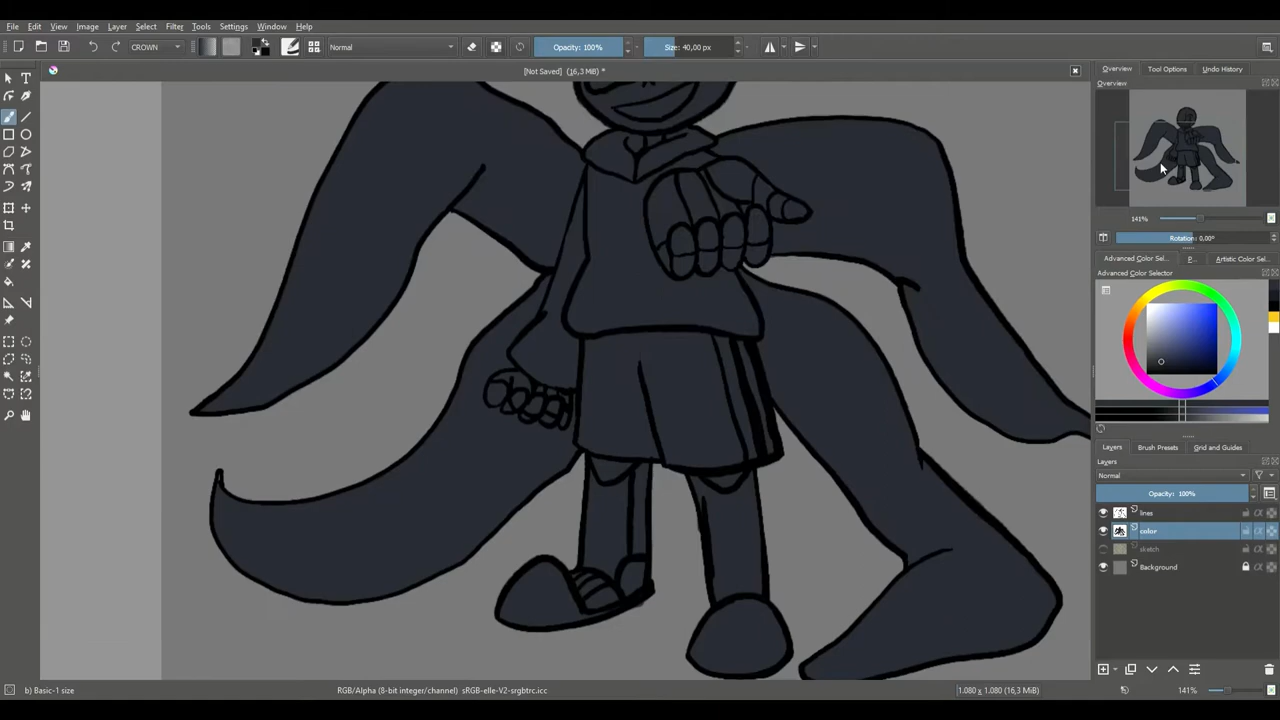 File Edit View Image Layer Select Filter Tools Settings Window Help
CROWN Normal Opacity: 100% Size: 40,00 px
[Not Saved] (16,3 MiB) *
Overview Tool Options Undo History
Overview
141%
Rotation: 0,00°
Advanced Color Sel... P... Artistic Color Sel...
Advanced Color Selector
Layers Brush Presets Grid and Guides
Layers
Normal
Opacity: 100%
lines
color
sketch
Background
b) Basic-1 size RGB/Alpha (8-bit integer/channel) sRGB-elle-V2-srgbtrc.icc 1.080 x 1.080 (16,3 MiB) 141%